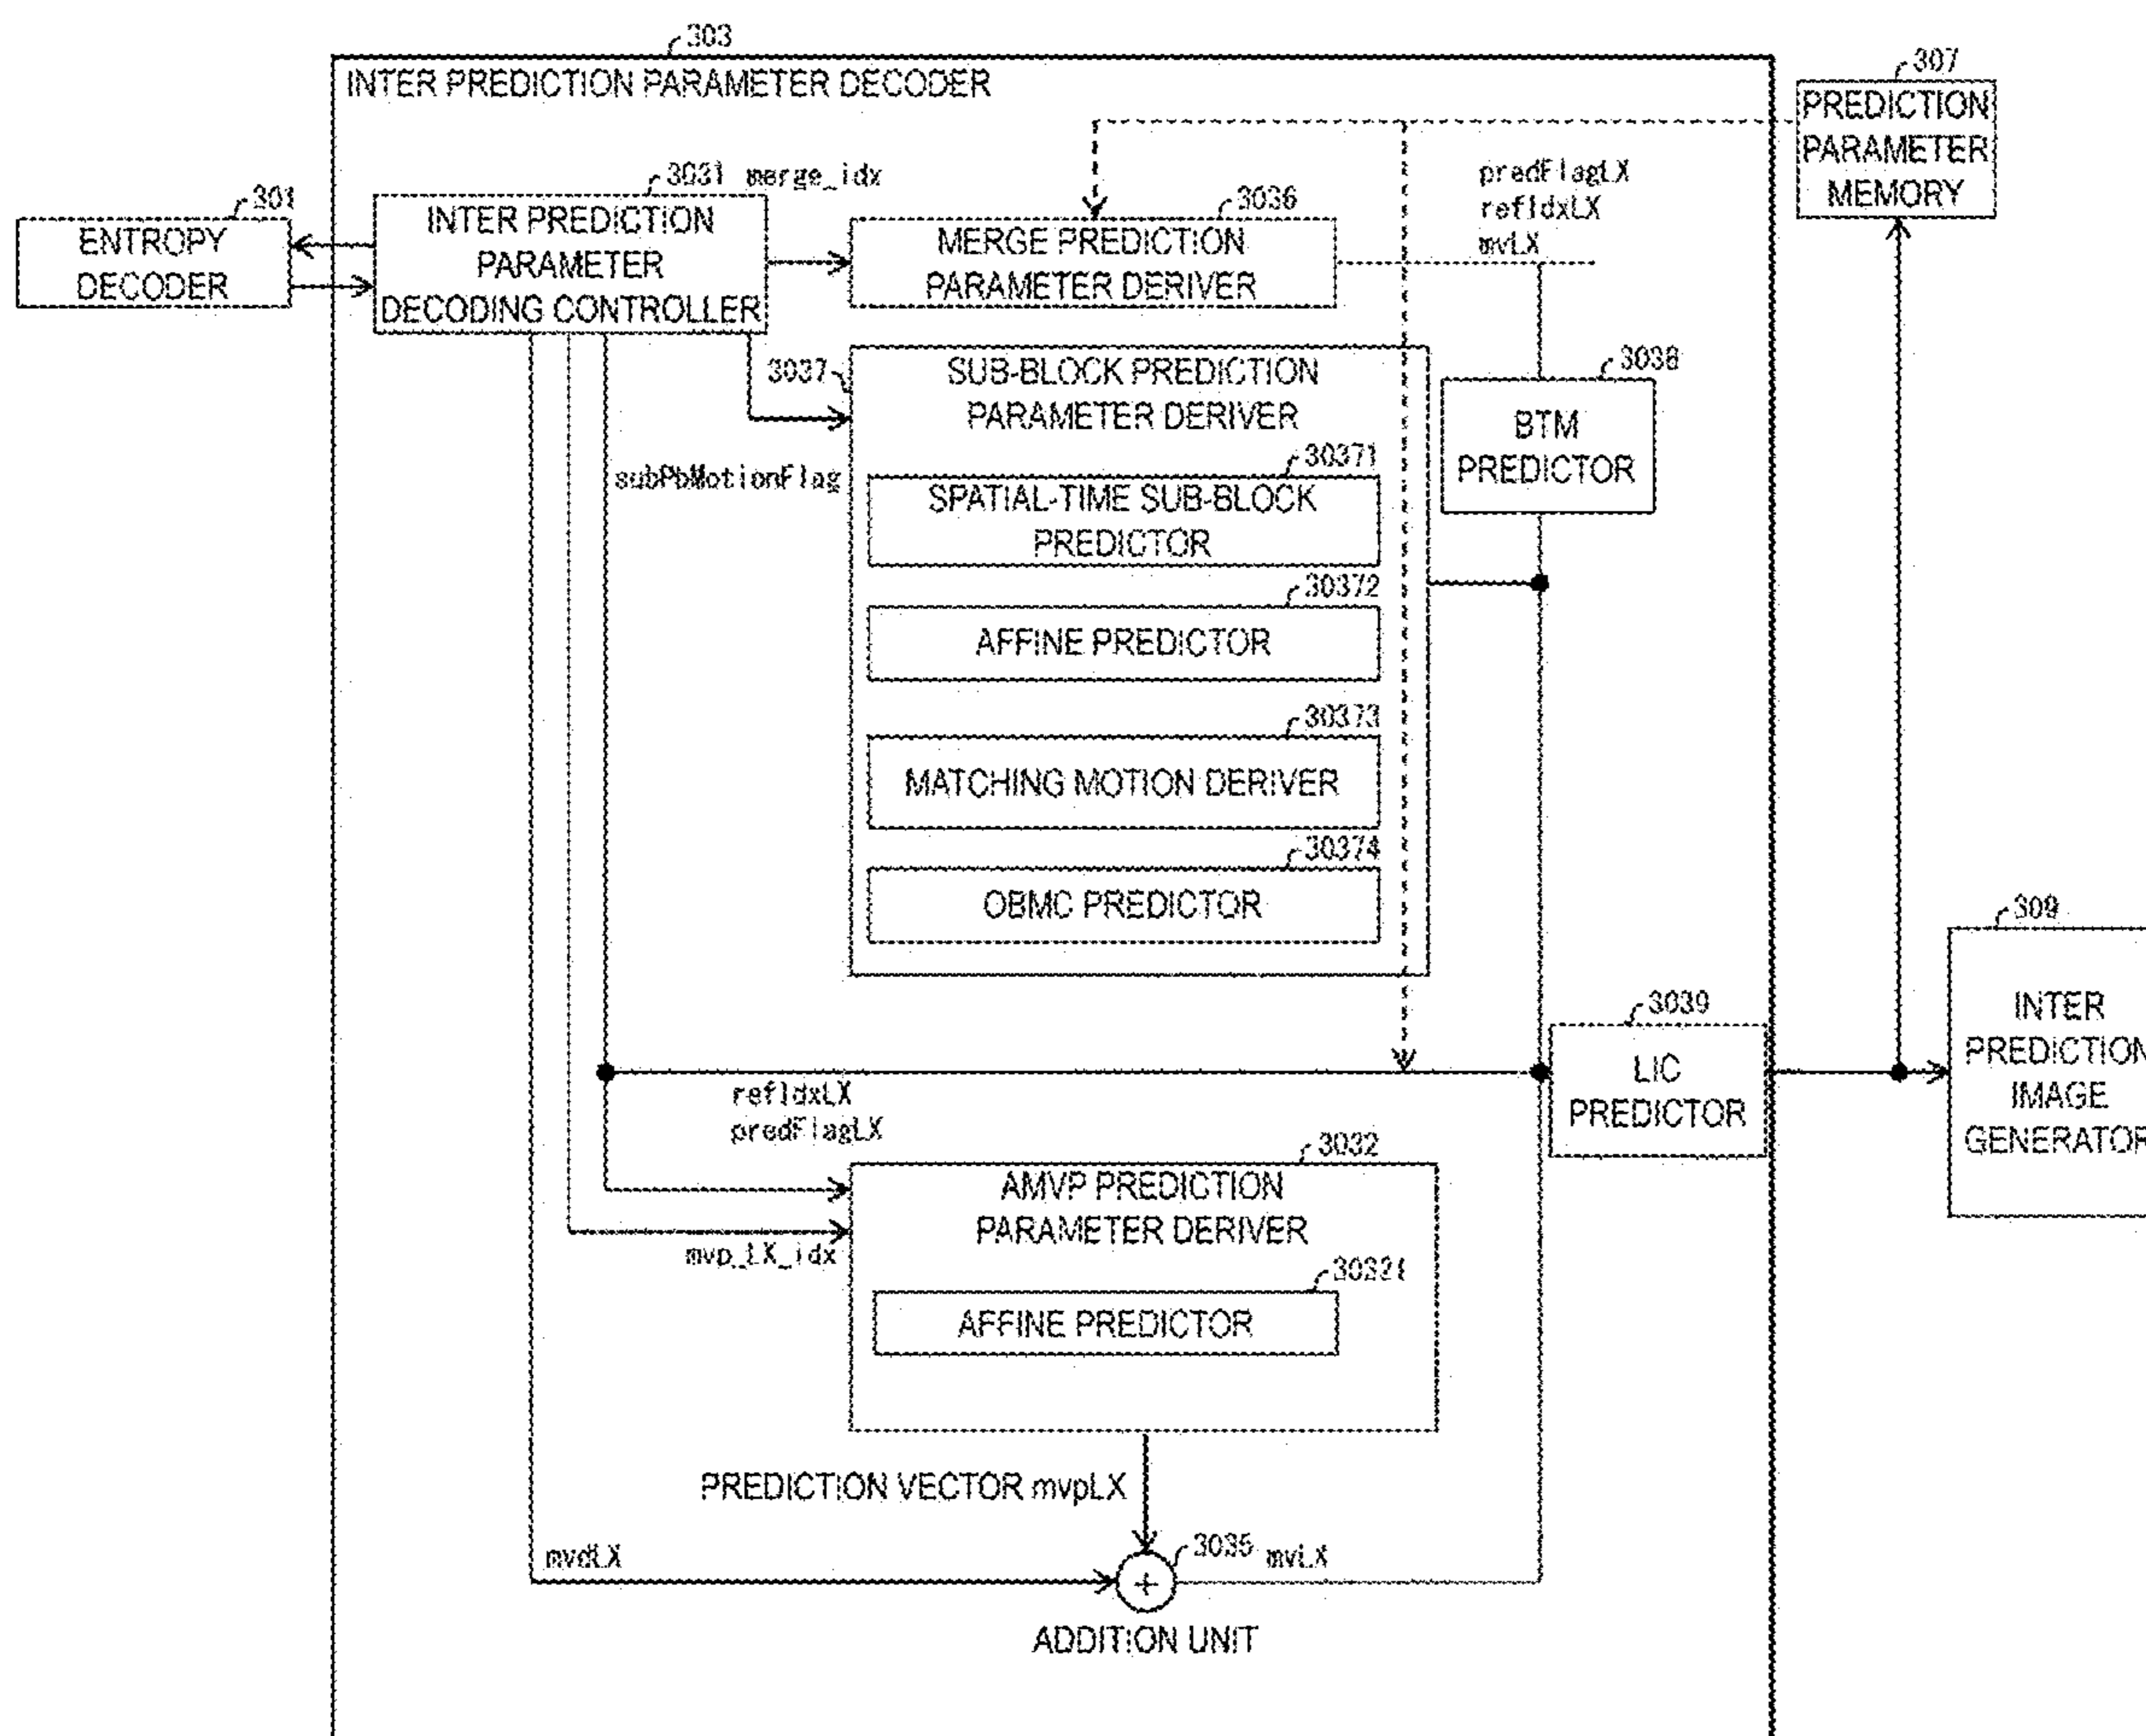 303
INTER PREDICTION PARAMETER DECODER
307
PREDICTION
PARAMETER
MEMORY
301
ENTROPY
DECODER
3031
merge_idx
INTER PREDICTION
PARAMETER
DECODING CONTROLLER
3036
MERGE PREDICTION
PARAMETER DERIVER
predFlagLX
refIdxLX
mvLX
3037
SUB-BLOCK PREDICTION
PARAMETER DERIVER
3038
BTM
PREDICTOR
subPbMotionFlag
30371
SPATIAL-TIME SUB-BLOCK
PREDICTOR
30372
AFFINE PREDICTOR
30373
MATCHING MOTION DERIVER
30374
OBMC PREDICTOR
309
INTER
PREDICTION
IMAGE
GENERATOR
3039
LIC
PREDICTOR
refIdxLX
predFlagLX
3032
AMVP PREDICTION
PARAMETER DERIVER
mvp_LX_idx
30321
AFFINE PREDICTOR
PREDICTION VECTOR mvpLX
mvdLX
3035
mvLX
+
ADDITION UNIT